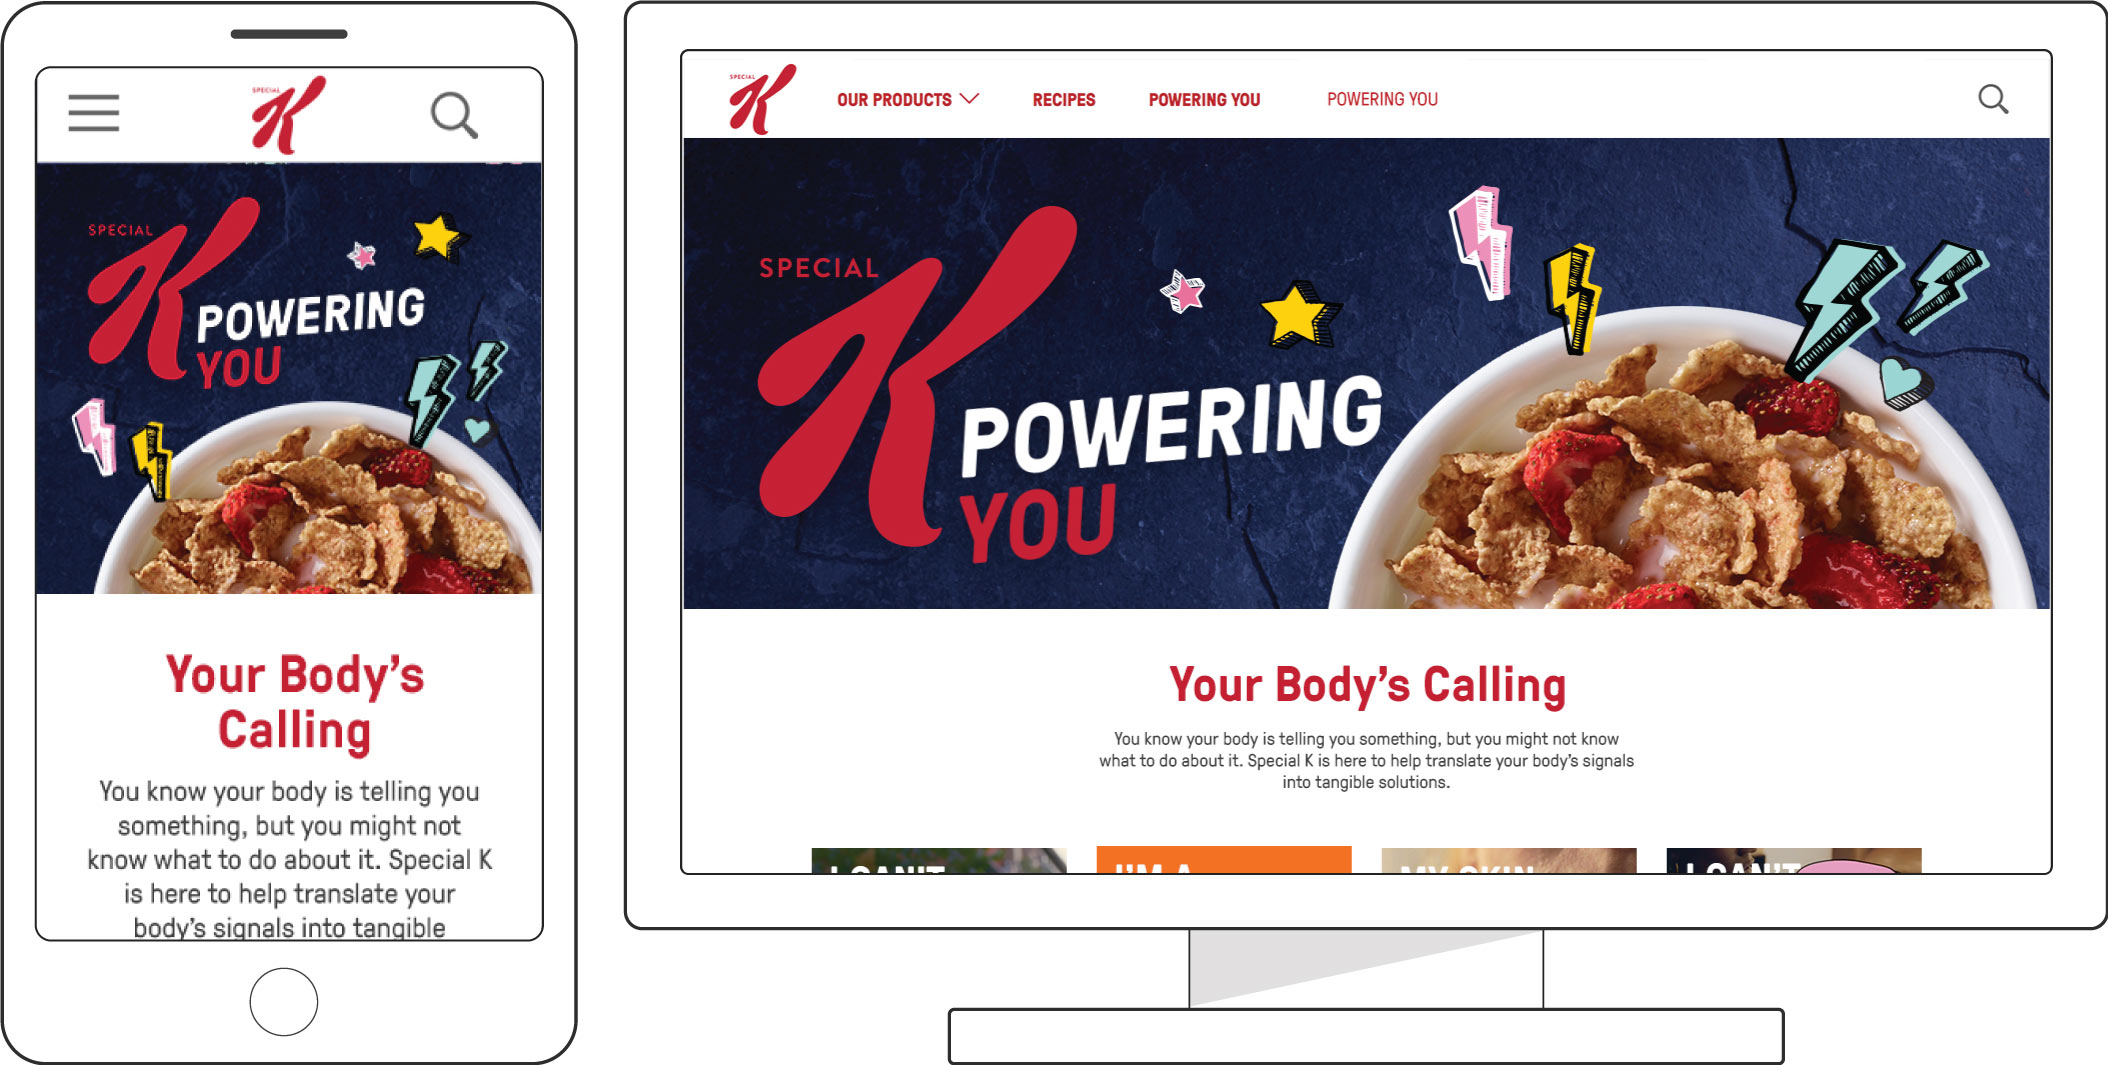 SPECIAL
K
SPECIAL
K
POWERING
YOU
Your Body's
Calling
You know your body is telling you
something, but you might not
know what to do about it. Special K
is here to help translate your
body's signals into tangible
SPECIAL
K
OUR PRODUCTS
RECIPES
POWERING YOU
POWERING YOU
SPECIAL
K
POWERING
YOU
Your Body's Calling
You know your body is telling you something, but you might not know
what to do about it. Special K is here to help translate your body's signals
into tangible solutions.
I CAN'T
I'M A
MY SKIN
I CAN'T